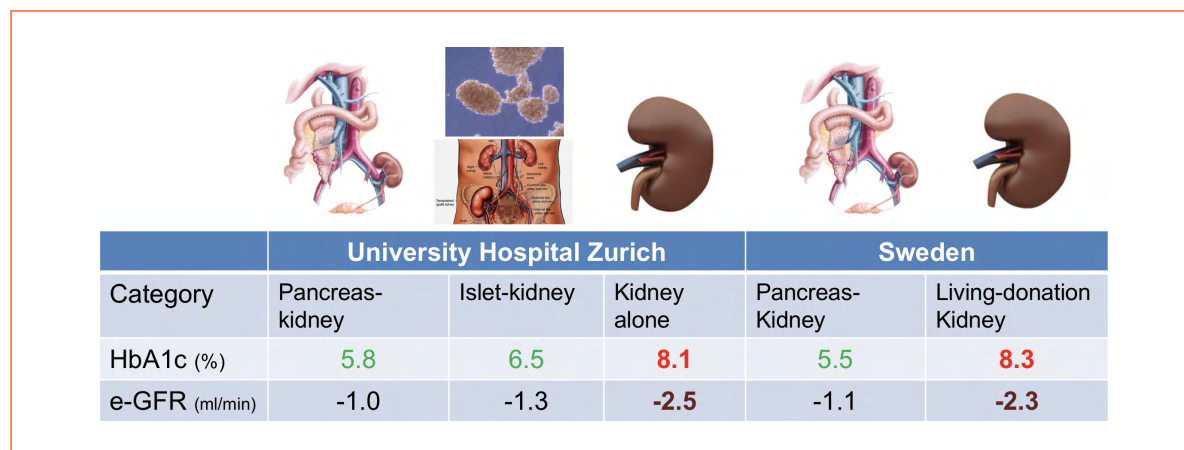 University Hospital Zurich Sweden
Category Pancreas-kidney Islet-kidney Kidney alone Pancreas-Kidney Living-donation Kidney
HbA1c (%) 5.8 6.5 8.1 5.5 8.3
e-GFR (ml/min) -1.0 -1.3 -2.5 -1.1 -2.3